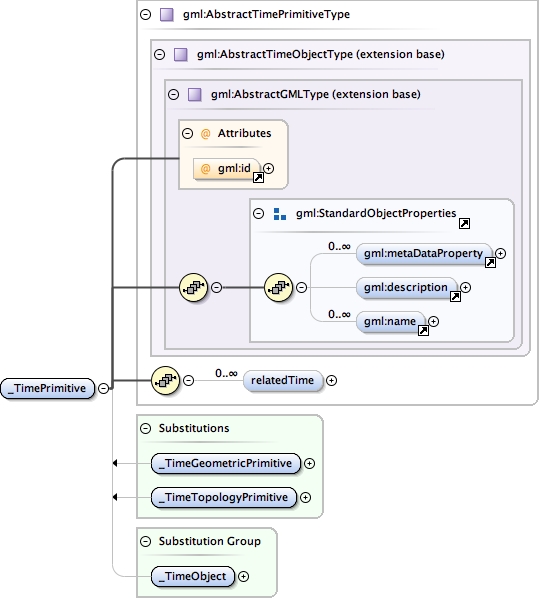 gml:AbstractTimePrimitiveType
gml:AbstractTimeObjectType (extension base)
gml:AbstractGMLType (extension base)
@ Attributes
@ gml:id
gml:StandardObjectProperties
0..∞
gml:metaDataProperty
gml:description
0..∞
gml:name
0..∞
relatedTime
_TimePrimitive
Substitutions
_TimeGeometricPrimitive
_TimeTopologyPrimitive
Substitution Group
_TimeObject